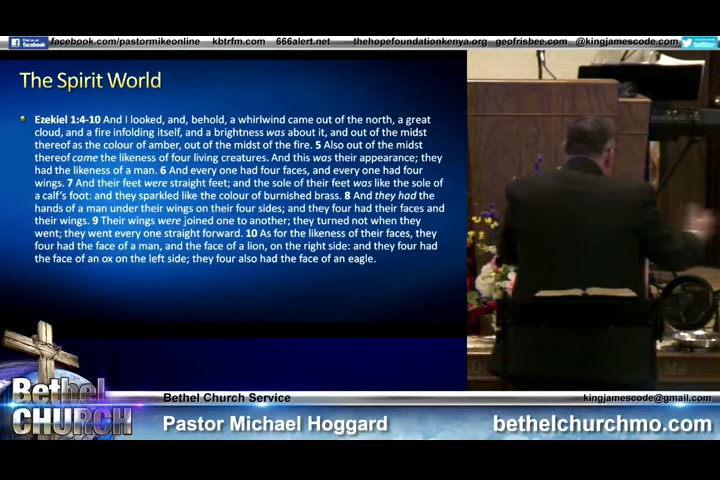 Find us on facebook
facebook.com/pastormikeonline kbtrfm.com 666alert.net thehopefoundationkenya.org geofrisbee.com @kingjamescode.com twitter
The Spirit World
Ezekiel 1:4-10 And I looked, and, behold, a whirlwind came out of the north, a great
cloud, and a fire infolding itself, and a brightness was about it, and out of the midst
thereof as the colour of amber, out of the midst of the fire. 5 Also out of the midst
thereof came the likeness of four living creatures. And this was their appearance; they
had the likeness of a man. 6 And every one had four faces, and every one had four
wings. 7 And their feet were straight feet; and the sole of their feet was like the sole of
a calf's foot: and they sparkled like the colour of burnished brass. 8 And they had the
hands of a man under their wings on their four sides; and they four had their faces and
their wings. 9 Their wings were joined one to another; they turned not when they
went; they went every one straight forward. 10 As for the likeness of their faces, they
four had the face of a man, and the face of a lion, on the right side: and they four had
the face of an ox on the left side; they four also had the face of an eagle.
Me
Bethel
CHURCH
Bethel Church Service
kingjamescode@gmail.com
Pastor Michael Hoggard
bethelchurchmo.com